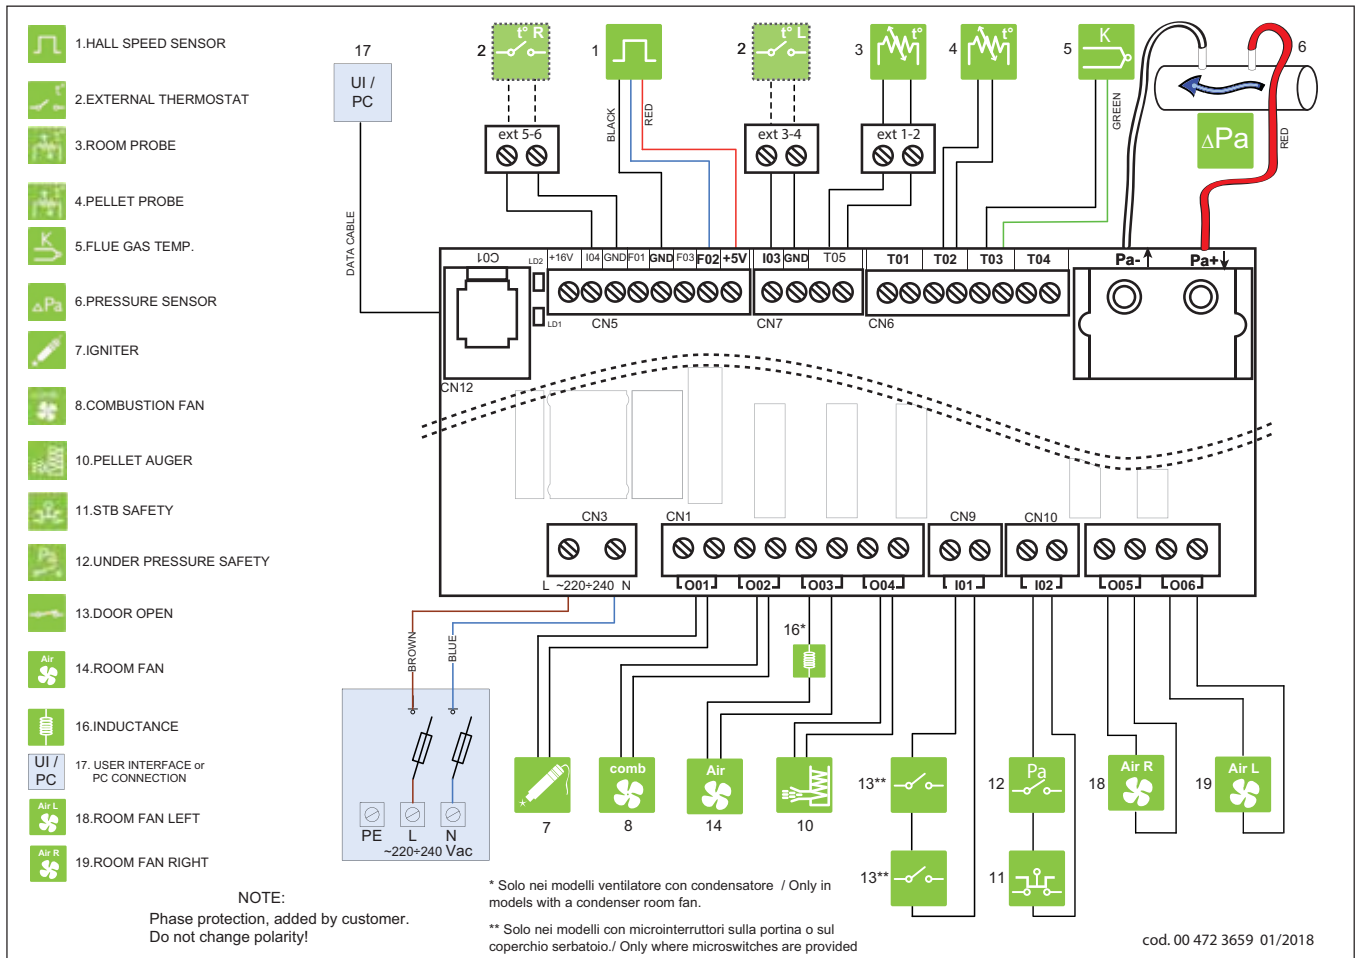 1.HALL SPEED SENSOR
2.EXTERNAL THERMOSTAT
3.ROOM PROBE
4.PELLET PROBE
K
5.FLUE GAS TEMP.
ΔPa
6.PRESSURE SENSOR
7.IGNITER
8.COMBUSTION FAN
10.PELLET AUGER
11.STB SAFETY
Pa
12.UNDER PRESSURE SAFETY
13.DOOR OPEN
Air
14.ROOM FAN
16.INDUCTANCE
UI /
PC
17. USER INTERFACE or
PC CONNECTION
Air L
18.ROOM FAN LEFT
Air R
19.ROOM FAN RIGHT
17
UI /
PC
DATA CABLE
2
t° R
ext 5-6
1
BLACK
RED
2
t° L
ext 3-4
3
t°
ext 1-2
4
t°
5
K
GREEN
6
ΔPa
RED
C01
LD2
LD1
CN12
+16V I04 GND F01 GND F03 F02 +5V
CN5
I03 GND T05
CN7
T01 T02 T03 T04
CN6
Pa- Pa+
CN3
L ~220÷240 N
CN1
O01 O02 O03 O04
CN9
I01
CN10
I02
O05 O06
BROWN
BLUE
PE L N
~220÷240 Vac
7
comb
8
16*
Air
14
10
13**
13**
Pa
12
11
Air R
18
Air L
19
NOTE:
Phase protection, added by customer.
Do not change polarity!
* Solo nei modelli ventilatore con condensatore / Only in
models with a condenser room fan.
** Solo nei modelli con microinterruttori sulla portina o sul
coperchio serbatoio./ Only where microswitches are provided
cod. 00 472 3659 01/2018